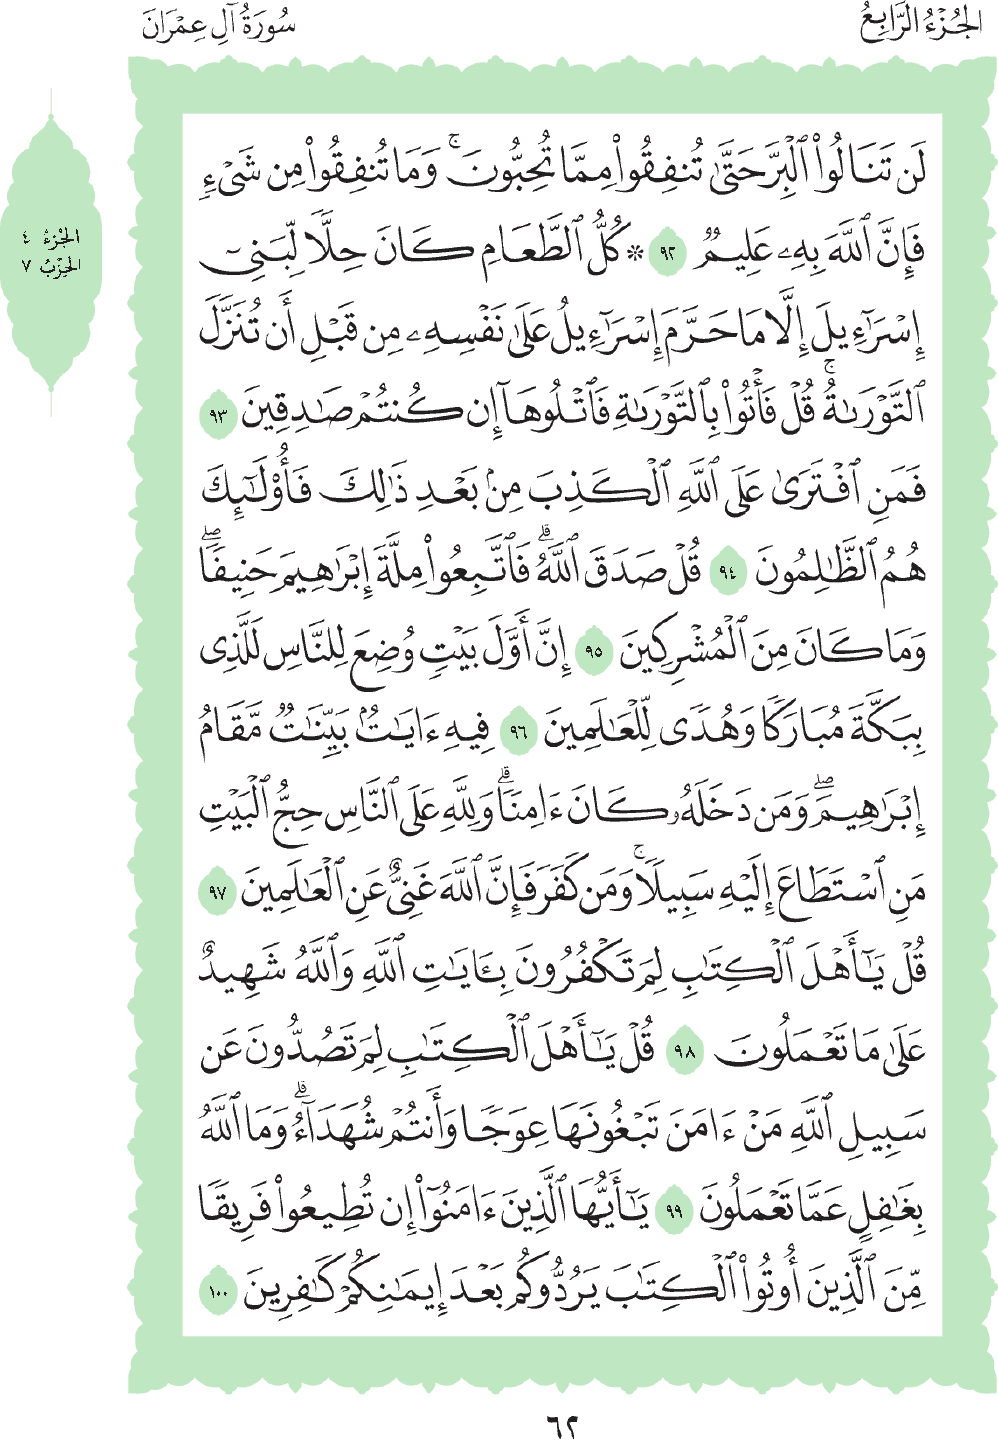 الجُزْءُ الرَّابِعُ
سُورَةُ آلِ عِمْرَانَ
الجُزْءُ ٤
الحِزْبُ ٧
لَن تَنَالُوا۟ ٱلْبِرَّ حَتَّىٰ تُنفِقُوا۟ مِمَّا تُحِبُّونَ ۚ وَمَا تُنفِقُوا۟ مِن شَىْءٍ
فَإِنَّ ٱللَّهَ بِهِۦ عَلِيمٌ ٩٢ * كُلُّ ٱلطَّعَامِ كَانَ حِلًّا لِّبَنِىٓ
إِسْرَٰٓءِيلَ إِلَّا مَا حَرَّمَ إِسْرَٰٓءِيلُ عَلَىٰ نَفْسِهِۦ مِن قَبْلِ أَن تُنَزَّلَ
ٱلتَّوْرَىٰةُ ۚ قُلْ فَأْتُوا۟ بِٱلتَّوْرَىٰةِ فَٱتْلُوهَآ إِن كُنتُمْ صَٰدِقِينَ ٩٣
فَمَنِ ٱفْتَرَىٰ عَلَى ٱللَّهِ ٱلْكَذِبَ مِنۢ بَعْدِ ذَٰلِكَ فَأُو۟لَٰٓئِكَ
هُمُ ٱلظَّٰلِمُونَ ٩٤ قُلْ صَدَقَ ٱللَّهُ ۗ فَٱتَّبِعُوا۟ مِلَّةَ إِبْرَٰهِيمَ حَنِيفًا ۖ
وَمَا كَانَ مِنَ ٱلْمُشْرِكِينَ ٩٥ إِنَّ أَوَّلَ بَيْتٍ وُضِعَ لِلنَّاسِ لَلَّذِى
بِبَكَّةَ مُبَارَكًا وَهُدًى لِّلْعَٰلَمِينَ ٩٦ فِيهِ ءَايَٰتٌۢ بَيِّنَٰتٌ مَّقَامُ
إِبْرَٰهِيمَ ۖ وَمَن دَخَلَهُۥ كَانَ ءَامِنًا ۗ وَلِلَّهِ عَلَى ٱلنَّاسِ حِجُّ ٱلْبَيْتِ
مَنِ ٱسْتَطَاعَ إِلَيْهِ سَبِيلًا ۚ وَمَن كَفَرَ فَإِنَّ ٱللَّهَ غَنِىٌّ عَنِ ٱلْعَٰلَمِينَ ٩٧
قُلْ يَٰٓأَهْلَ ٱلْكِتَٰبِ لِمَ تَكْفُرُونَ بِـَٔايَٰتِ ٱللَّهِ وَٱللَّهُ شَهِيدٌ
عَلَىٰ مَا تَعْمَلُونَ ٩٨ قُلْ يَٰٓأَهْلَ ٱلْكِتَٰبِ لِمَ تَصُدُّونَ عَن
سَبِيلِ ٱللَّهِ مَنْ ءَامَنَ تَبْغُونَهَا عِوَجًا وَأَنتُمْ شُهَدَآءُ ۗ وَمَا ٱللَّهُ
بِغَٰفِلٍ عَمَّا تَعْمَلُونَ ٩٩ يَٰٓأَيُّهَا ٱلَّذِينَ ءَامَنُوٓا۟ إِن تُطِيعُوا۟ فَرِيقًا
مِّنَ ٱلَّذِينَ أُوتُوا۟ ٱلْكِتَٰبَ يَرُدُّوكُم بَعْدَ إِيمَٰنِكُمْ كَٰفِرِينَ ١٠٠
٦٢